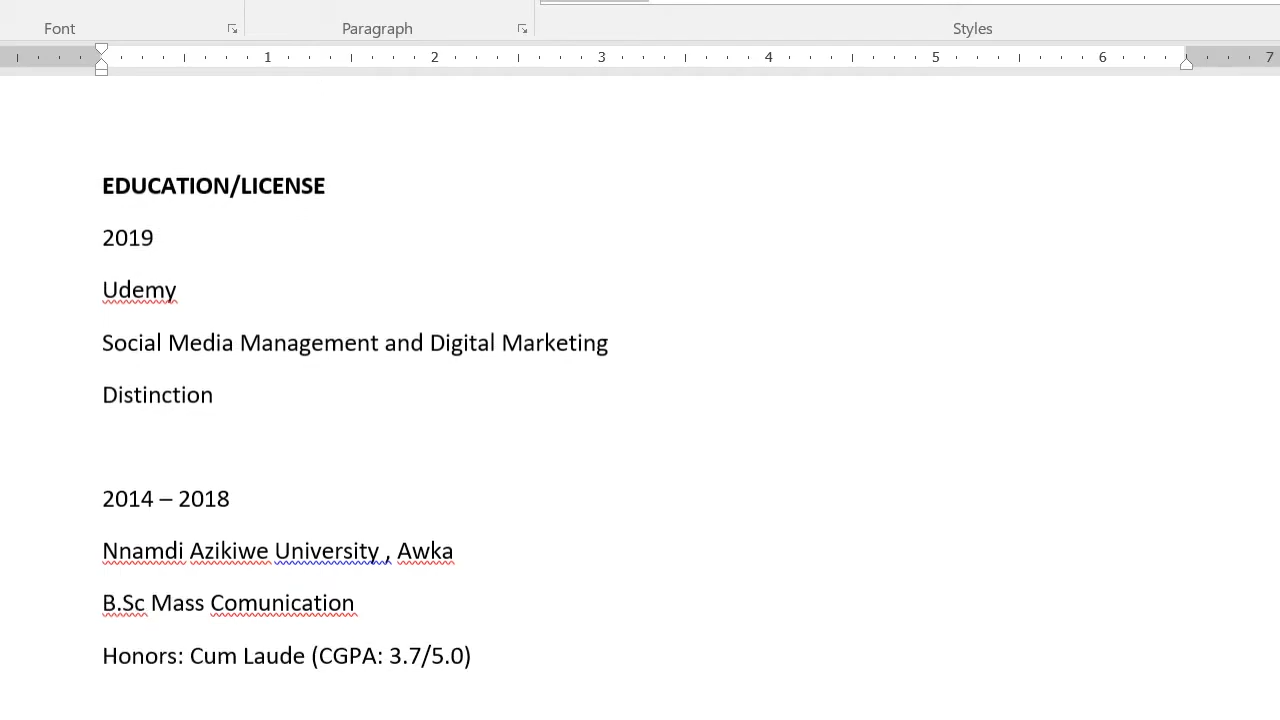 Font Paragraph Styles
1 2 3 4 5 6 7
EDUCATION/LICENSE
2019
Udemy
Social Media Management and Digital Marketing
Distinction
2014 – 2018
Nnamdi Azikiwe University , Awka
B.Sc Mass Comunication
Honors: Cum Laude (CGPA: 3.7/5.0)